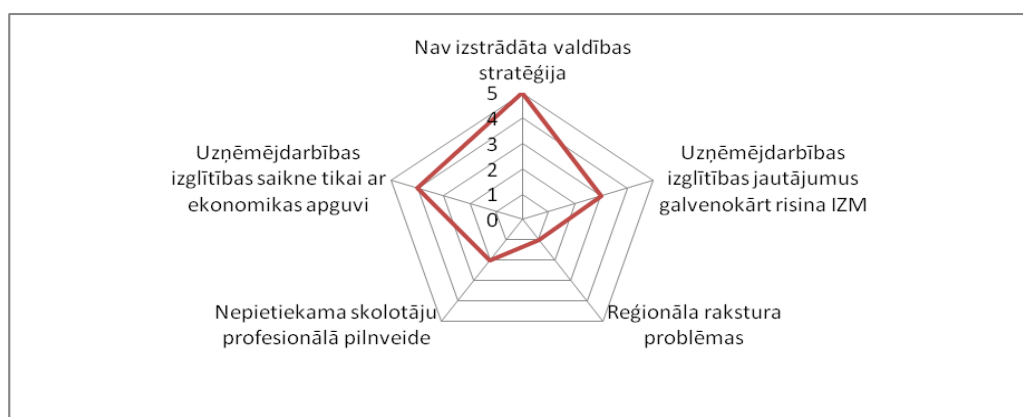 Nav izstrādāta valdības
stratēģija
5
4
3
2
1
0
Uzņēmējdarbības
izglītības jautājumus
galvenokārt risina IZM
Reģionāla rakstura
problēmas
Nepietiekama skolotāju
profesionālā pilnveide
Uzņēmējdarbības
izglītības saikne tikai ar
ekonomikas apguvi